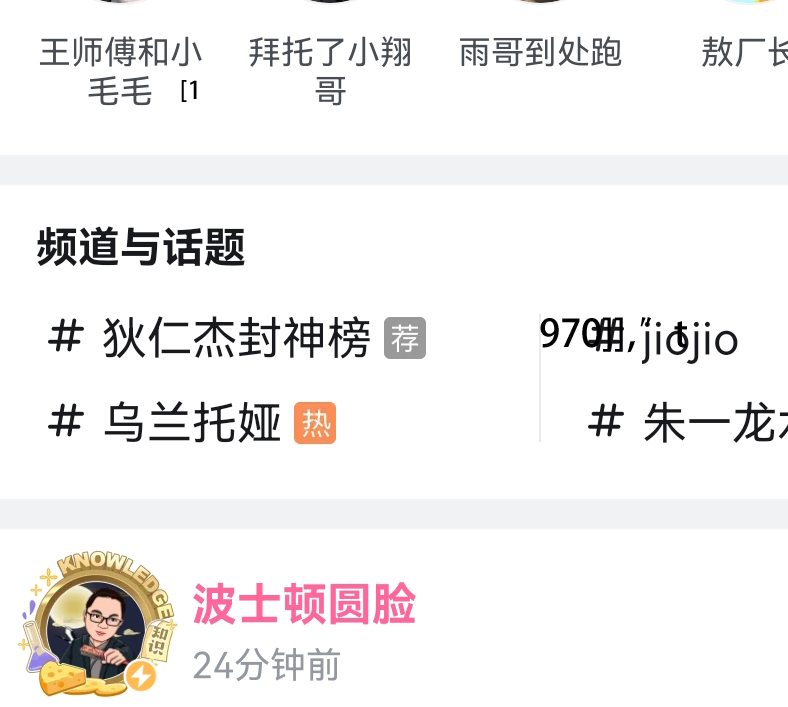 王师傅和小毛毛 [1
拜托了小翔哥
雨哥到处跑
敖厂长
频道与话题
# 狄仁杰封神榜 荐
# jiojio
# 乌兰托娅 热
# 朱一龙
KNOWLEDGE
知识
波士顿圆脸
24分钟前